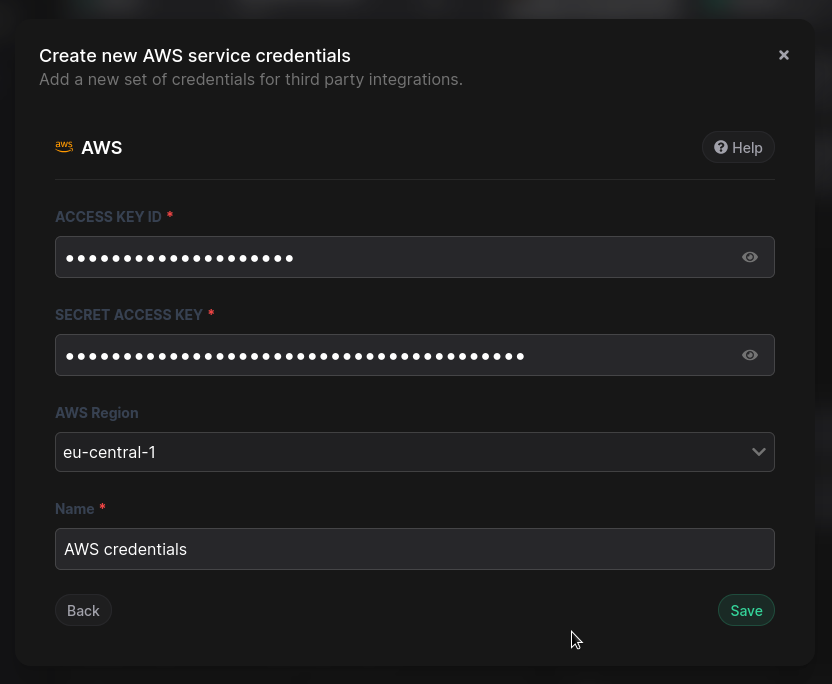 Create new AWS service credentials
Add a new set of credentials for third party integrations.
aws AWS
Help
ACCESS KEY ID *
••••••••••••••••••••
SECRET ACCESS KEY *
••••••••••••••••••••••••••••••••••••••••
AWS Region
eu-central-1
Name *
AWS credentials
Back
Save